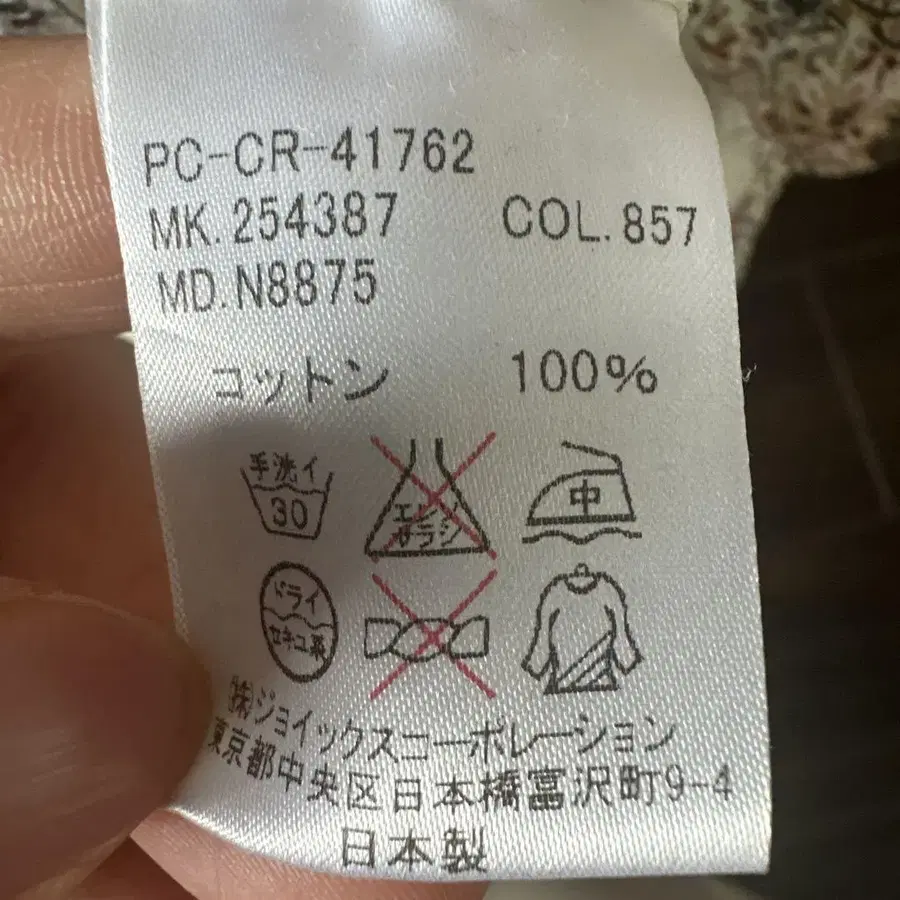 PC-CR-41762
MK.254387 COL.857
MD.N8875
コットン 100%
手洗イ
30
エンソ
サラシ
中
ドライ
セキユ系
㈱ジョイックスコーポレーション
東京都中央区日本橋富沢町9-4
日本製